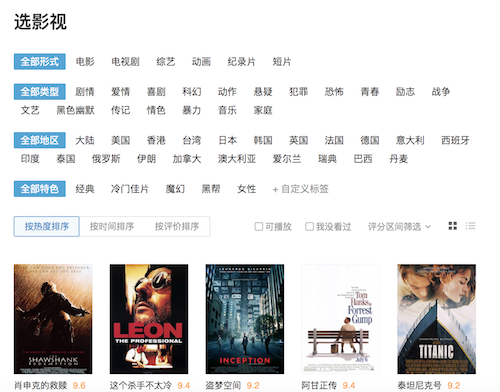 选影视
全部形式 电影 电视剧 综艺 动画 纪录片 短片
全部类型 剧情 爱情 喜剧 科幻 动作 悬疑 犯罪 恐怖 青春 励志 战争
文艺 黑色幽默 传记 情色 暴力 音乐 家庭
全部地区 大陆 美国 香港 台湾 日本 韩国 英国 法国 德国 意大利 西班牙
印度 泰国 俄罗斯 伊朗 加拿大 澳大利亚 爱尔兰 瑞典 巴西 丹麦
全部特色 经典 冷门佳片 魔幻 黑帮 女性 + 自定义标签
按热度排序 按时间排序 按评价排序 可播放 我没看过 评分区间筛选
THE
SHAWSHANK
REDEMPTION
LEON
THE PROFESSIONAL
LEONARDO DICAPRIO
INCEPTION
Tom
Hanks is
Forrest
Gump
TITANIC
肖申克的救赎 9.6 这个杀手不太冷 9.4 盗梦空间 9.2 阿甘正传 9.4 泰坦尼克号 9.2